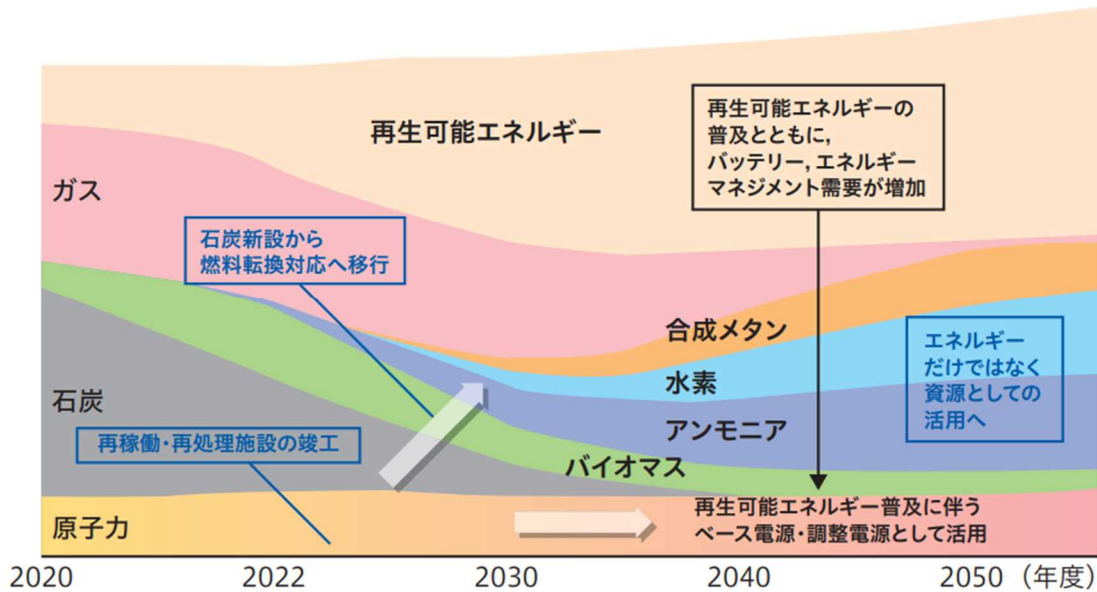 再生可能エネルギー
再生可能エネルギーの
普及とともに,
バッテリー, エネルギー
マネジメント需要が増加
ガス
石炭新設から
燃料転換対応へ移行
合成メタン
水素
エネルギー
だけではなく
資源としての
活用へ
石炭
アンモニア
再稼働・再処理施設の竣工
バイオマス
原子力
再生可能エネルギー普及に伴う
ベース電源・調整電源として活用
2020 2022 2030 2040 2050 (年度)